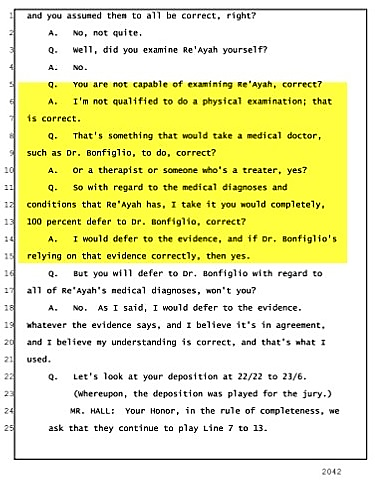 1 and you assumed them to all be correct, right?
2 A. No, not quite.
3 Q. Well, did you examine Re'Ayah yourself?
4 A. No.
5 Q. You are not capable of examining Re'Ayah, correct?
6 A. I'm not qualified to do a physical examination; that
7 is correct.
8 Q. That's something that would take a medical doctor,
9 such as Dr. Bonfiglio, to do, correct?
10 A. Or a therapist or someone who's a treater, yes?
11 Q. So with regard to the medical diagnoses and
12 conditions that Re'Ayah has, I take it you would completely,
13 100 percent defer to Dr. Bonfiglio, correct?
14 A. I would defer to the evidence, and if Dr. Bonfiglio's
15 relying on that evidence correctly, then yes.
16 Q. But you will defer to Dr. Bonfiglio with regard to
17 all of Re'Ayah's medical diagnoses, won't you?
18 A. No. As I said, I would defer to the evidence.
19 Whatever the evidence says, and I believe it's in agreement,
20 and I believe my understanding is correct, and that's what I
21 used.
22 Q. Let's look at your deposition at 22/22 to 23/6.
23 (Whereupon, the deposition was played for the jury.)
24 MR. HALL: Your Honor, in the rule of completeness, we
25 ask that they continue to play Line 7 to 13.
2042